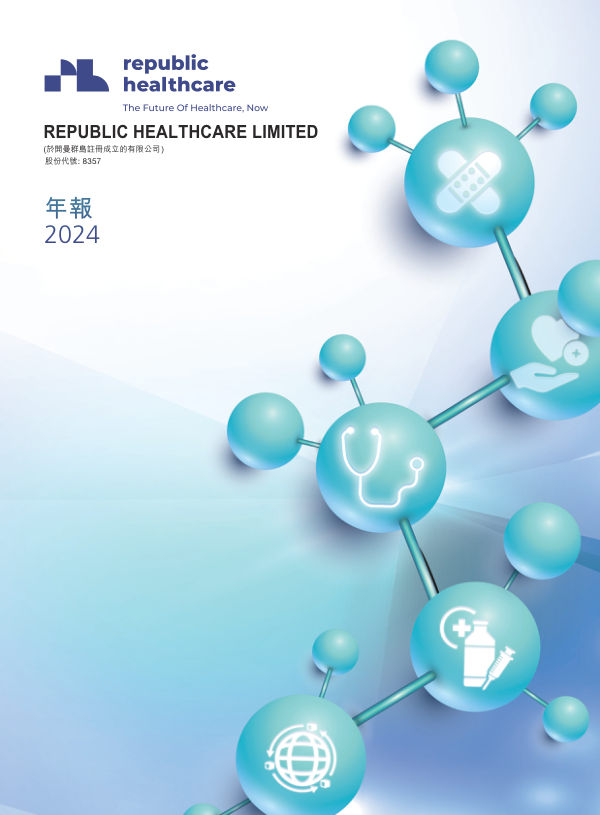 republic
healthcare
The Future Of Healthcare, Now
REPUBLIC HEALTHCARE LIMITED
(於開曼群島註冊成立的有限公司)
股份代號: 8357
年報
2024